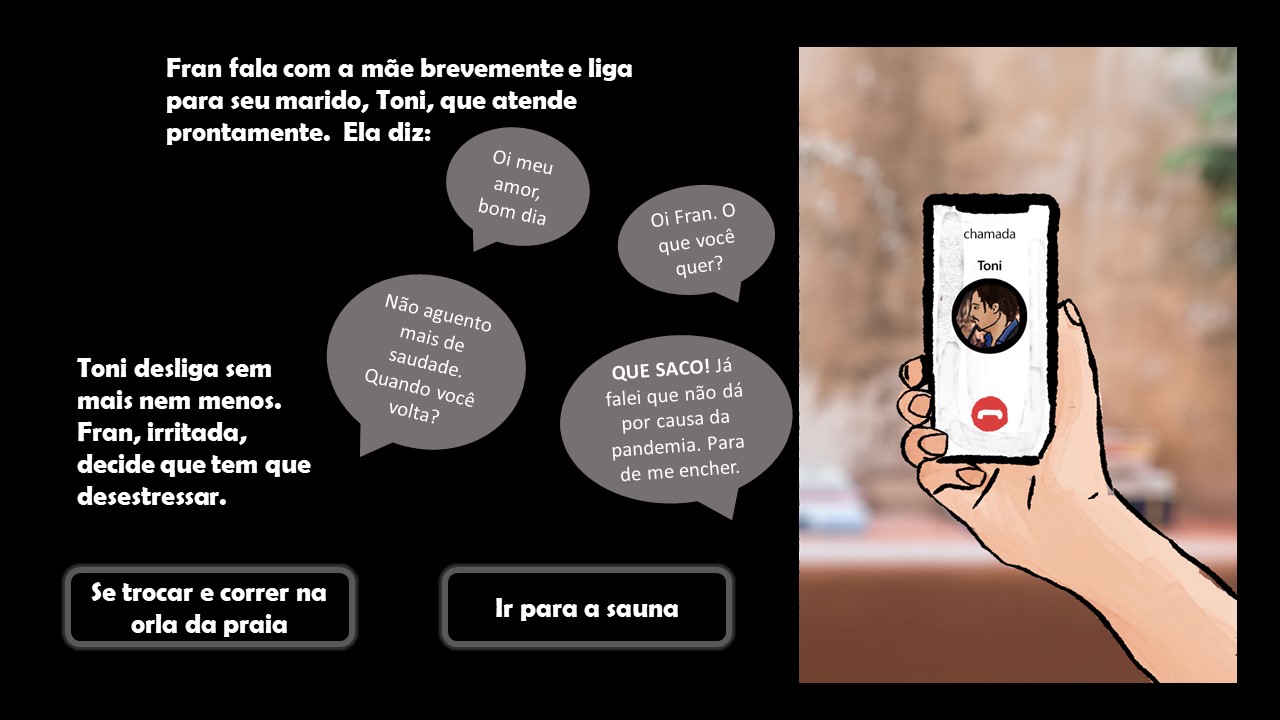 Fran fala com a mãe brevemente e liga
para seu marido, Toni, que atende
prontamente.  Ela diz:
Oi meu
amor,
bom dia
Oi Fran. O
que você
quer?
Não aguento
mais de
saudade.
Quando você
volta?
QUE SACO! Já
falei que não dá
por causa da
pandemia. Para
de me encher.
Toni desliga sem
mais nem menos.
Fran, irritada,
decide que tem que
desestressar.
Se trocar e correr na
orla da praia
Ir para a sauna
chamada
Toni